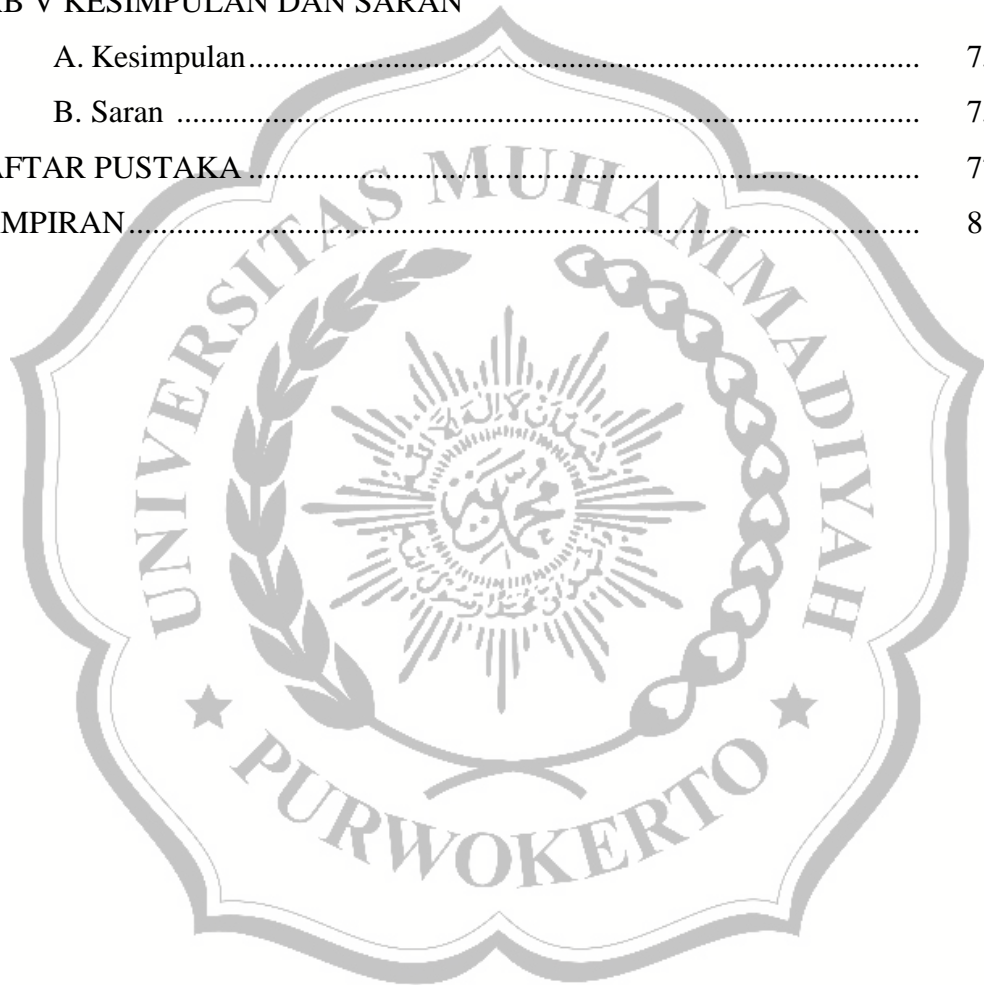 AB V KESIMPULAN DAN SARAN
A. Kesimpulan........................................................................... 7
B. Saran ........................................................................... 7
AFTAR PUSTAKA ........................................................................... 7
MPIRAN........................................................................... 8
UNIVERSITAS MUHAMMADIYAH
PURWOKERTO